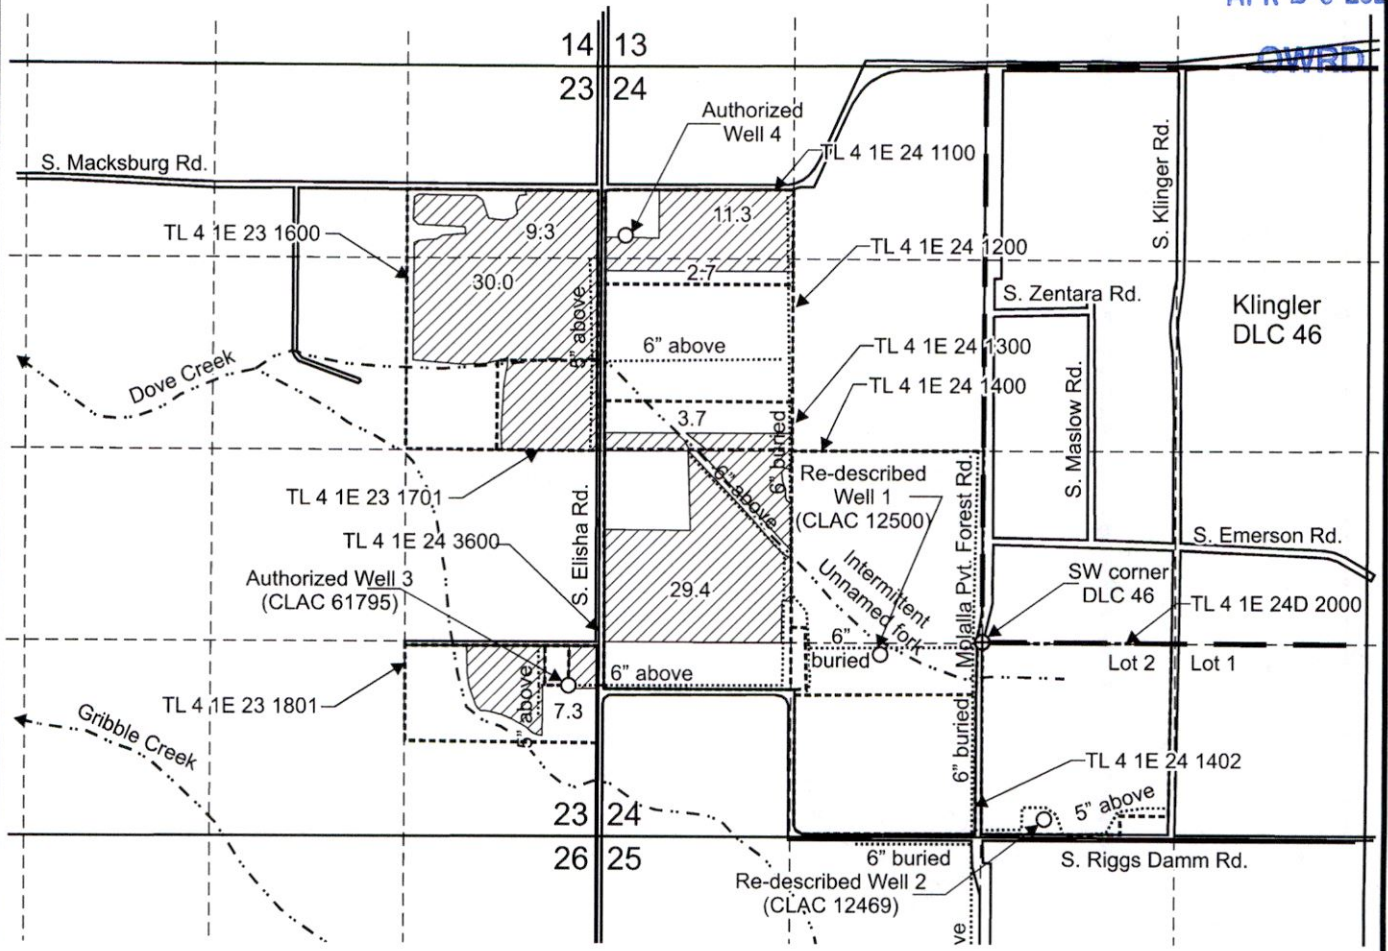 OWRD
14 13
23 24
Authorized
Well 4
S. Macksburg Rd.
TL 4 1E 24 1100
S. Klinger Rd.
11.3
9.3
TL 4 1E 23 1600
TL 4 1E 24 1200
30.0
2.7
S. Zentara Rd.
Klingler
DLC 46
5" above
6" above
TL 4 1E 24 1300
Dove Creek
TL 4 1E 24 1400
3.7
S. Maslow Rd.
6" buried
6" above
Re-described
Well 1
(CLAC 12500)
TL 4 1E 23 1701
Molalla Pvt. Forest Rd.
S. Elisha Rd.
TL 4 1E 24 3600
S. Emerson Rd.
Intermittent
Unnamed fork
Authorized Well 3
(CLAC 61795)
29.4
SW corner
DLC 46
TL 4 1E 24D 2000
6"
buried
Lot 2 Lot 1
6" above
5" above
TL 4 1E 23 1801
7.3
Gribble Creek
6" buried
TL 4 1E 24 1402
5" above
23 24
26 25
6" buried
S. Riggs Damm Rd.
Re-described Well 2
(CLAC 12469)